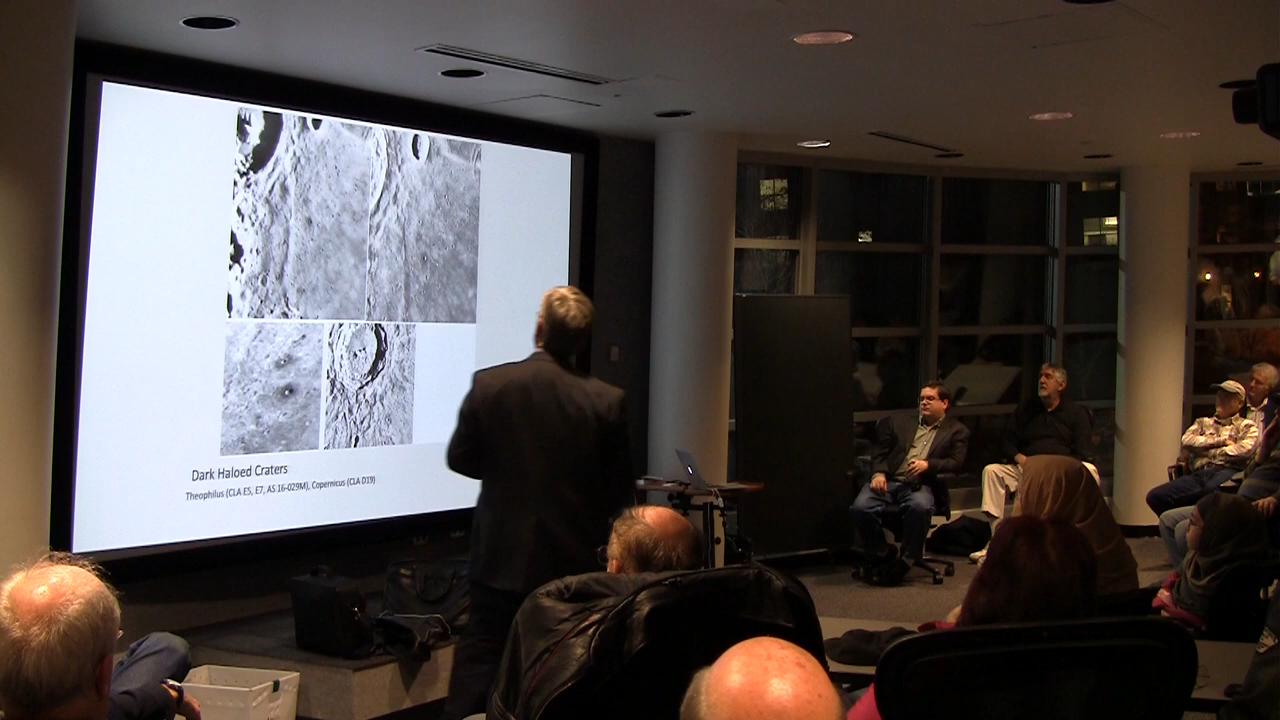 Dark Haloed Craters
Theophilus (CLA E5, E7, AS 16-029M), Copernicus (CLA D19)